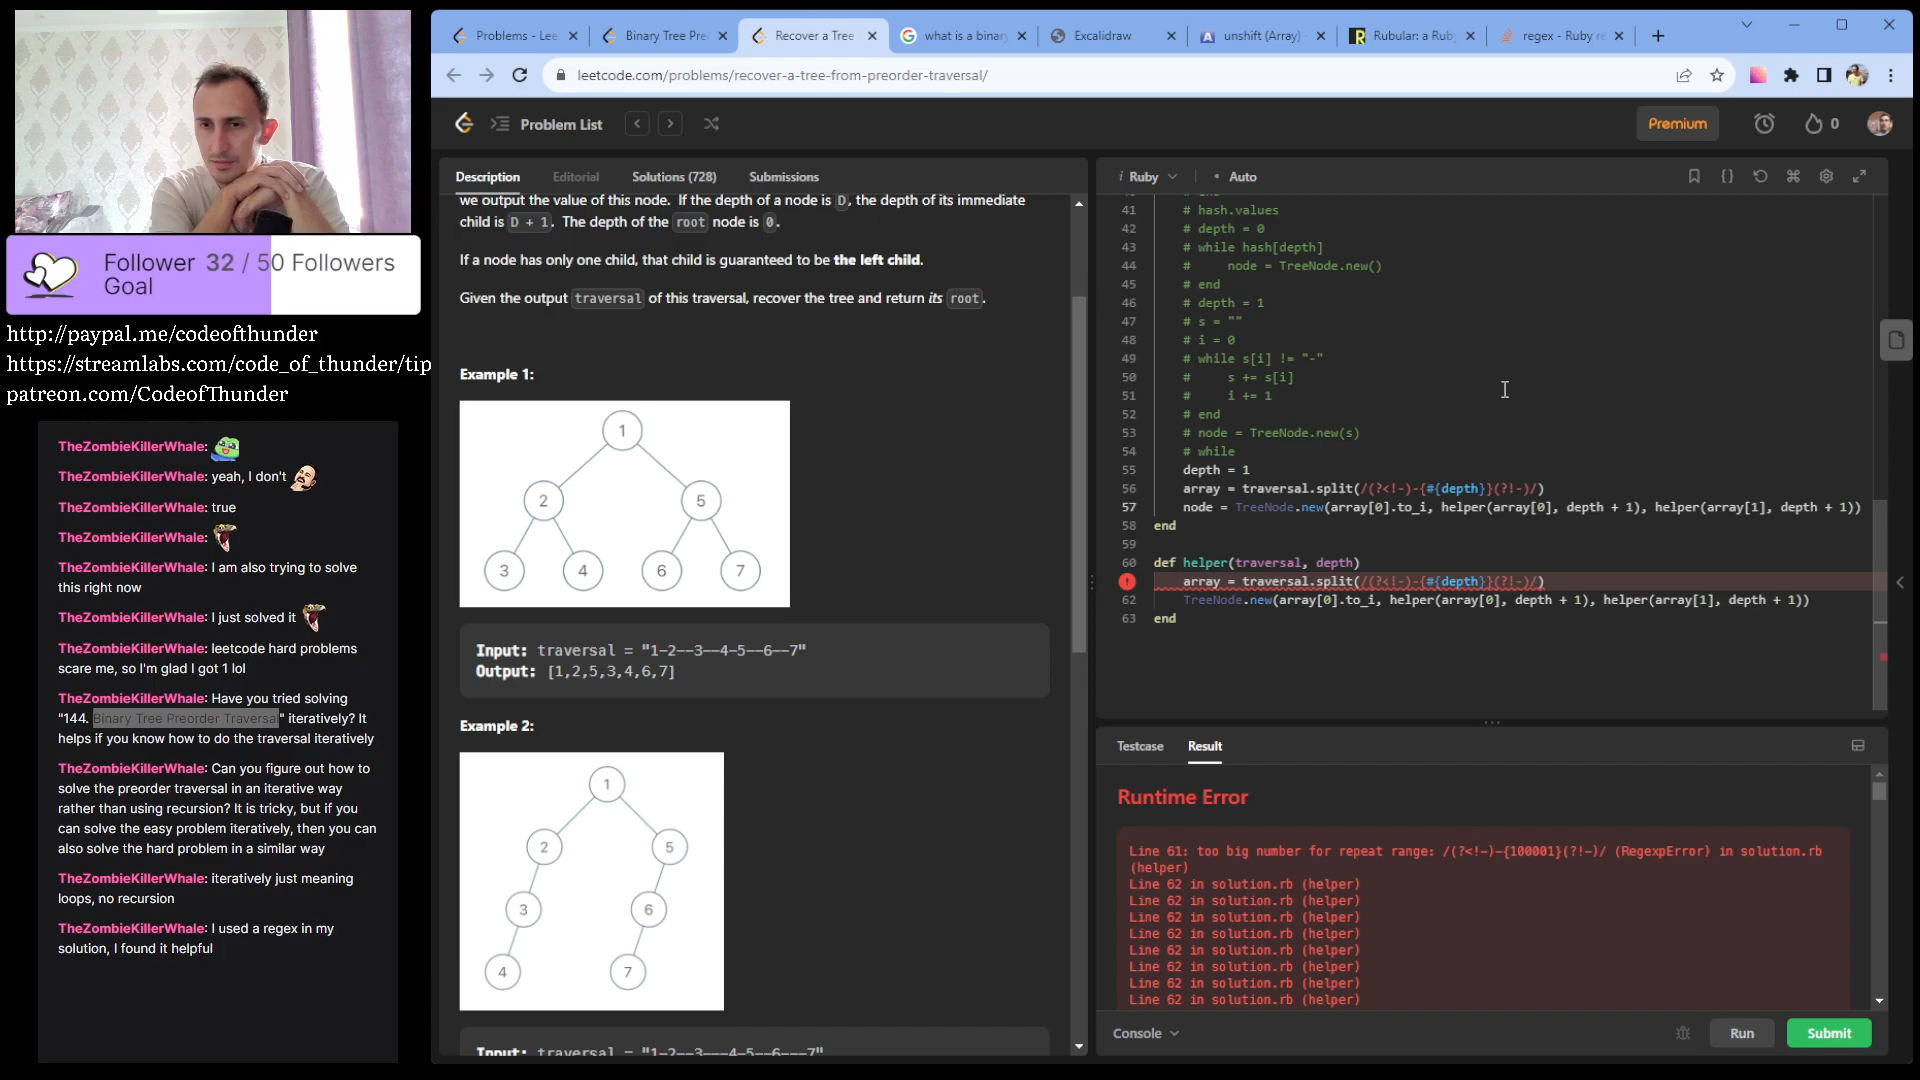 Problems - Lee
Binary Tree Pre
Recover a Tree
what is a binary
Excalidraw
unshift (Array) -
Rubular: a Rub
regex - Ruby re
leetcode.com/problems/recover-a-tree-from-preorder-traversal/
Problem List
Premium
0
Description
Editorial
Solutions (728)
Submissions
we output the value of this node. If the depth of a node is D, the depth of its immediate
child is D + 1. The depth of the root node is 0.
If a node has only one child, that child is guaranteed to be the left child.
Given the output traversal of this traversal, recover the tree and return its root.
Example 1:
1
2
5
3
4
6
7
Input: traversal = "1-2--3--4-5--6--7"
Output: [1,2,5,3,4,6,7]
Example 2:
1
2
5
3
6
4
7
Input: traversal = "1-2--3---4-5--6---7"
Ruby
• Auto
41 # hash.values
42 # depth = 0
43 # while hash[depth]
44 #     node = TreeNode.new()
45 # end
46 # depth = 1
47 # s = ""
48 # i = 0
49 # while s[i] != "-"
50 #     s += s[i]
51 #     i += 1
52 # end
53 # node = TreeNode.new(s)
54 # while
55 depth = 1
56 array = traversal.split(/(?<!-)-{#{depth}}(?!-)/)
57 node = TreeNode.new(array[0].to_i, helper(array[0], depth + 1), helper(array[1], depth + 1))
58 end
59
60 def helper(traversal, depth)
array = traversal.split(/(?<!-)-{#{depth}}(?!-)/)
62 TreeNode.new(array[0].to_i, helper(array[0], depth + 1), helper(array[1], depth + 1))
63 end
Testcase
Result
Runtime Error
Line 61: too big number for repeat range: /(?<!-)-{100001}(?!-)/ (RegexpError) in solution.rb
(helper)
Line 62 in solution.rb (helper)
Line 62 in solution.rb (helper)
Line 62 in solution.rb (helper)
Line 62 in solution.rb (helper)
Line 62 in solution.rb (helper)
Line 62 in solution.rb (helper)
Line 62 in solution.rb (helper)
Line 62 in solution.rb (helper)
Console
Run
Submit
Follower 32 / 50 Followers
Goal
http://paypal.me/codeofthunder
https://streamlabs.com/code_of_thunder/tip
patreon.com/CodeofThunder
TheZombieKillerWhale:
TheZombieKillerWhale: yeah, I don't
TheZombieKillerWhale: true
TheZombieKillerWhale:
TheZombieKillerWhale: I am also trying to solve
this right now
TheZombieKillerWhale: I just solved it
TheZombieKillerWhale: leetcode hard problems
scare me, so I'm glad I got 1 lol
TheZombieKillerWhale: Have you tried solving
"144. Binary Tree Preorder Traversal" iteratively? It
helps if you know how to do the traversal iteratively
TheZombieKillerWhale: Can you figure out how to
solve the preorder traversal in an iterative way
rather than using recursion? It is tricky, but if you
can solve the easy problem iteratively, then you can
also solve the hard problem in a similar way
TheZombieKillerWhale: iteratively just meaning
loops, no recursion
TheZombieKillerWhale: I used a regex in my
solution, I found it helpful